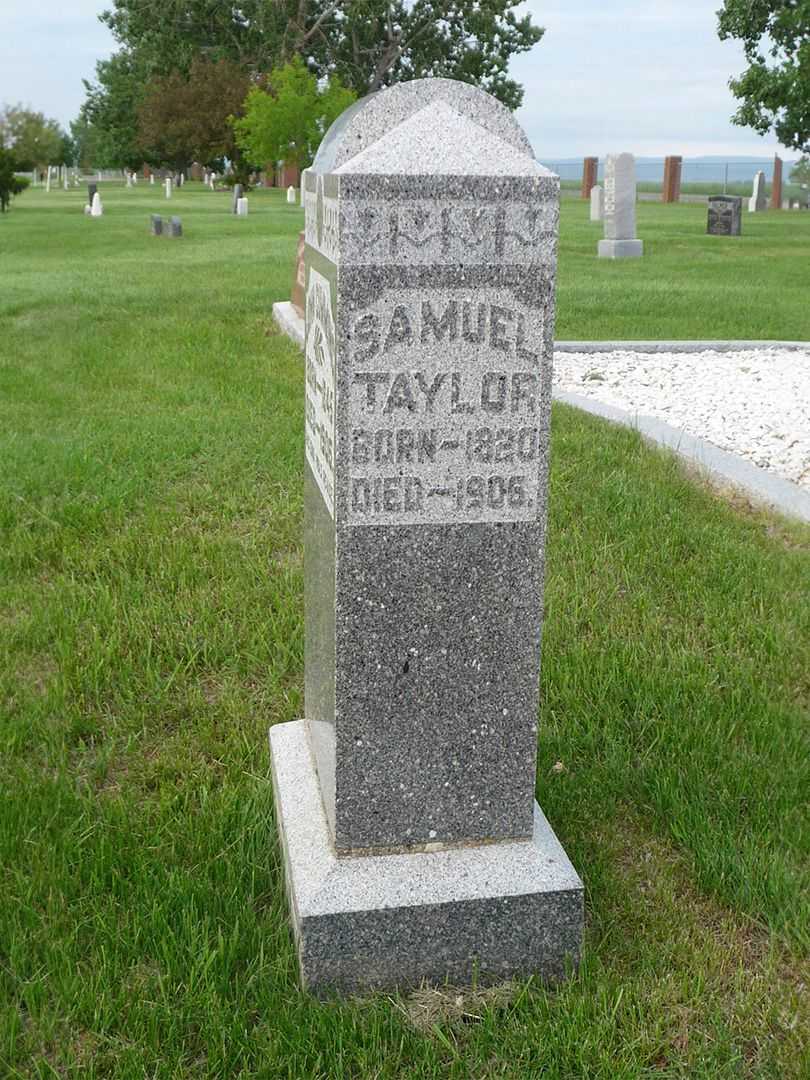 SAMUEL
TAYLOR
BORN~1820
DIED~1906.